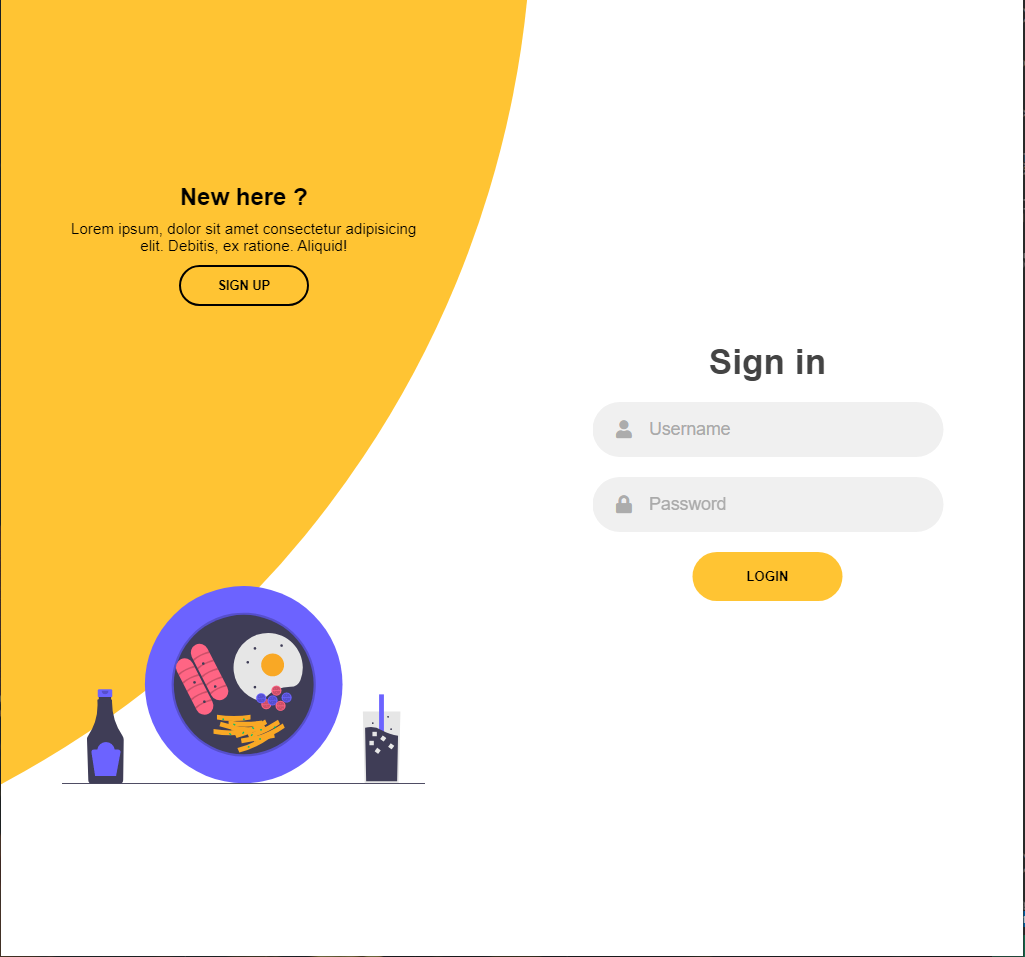 New here ?
Lorem ipsum, dolor sit amet consectetur adipisicing
elit. Debitis, ex ratione. Aliquid!
SIGN UP
Sign in
Username
Password
LOGIN